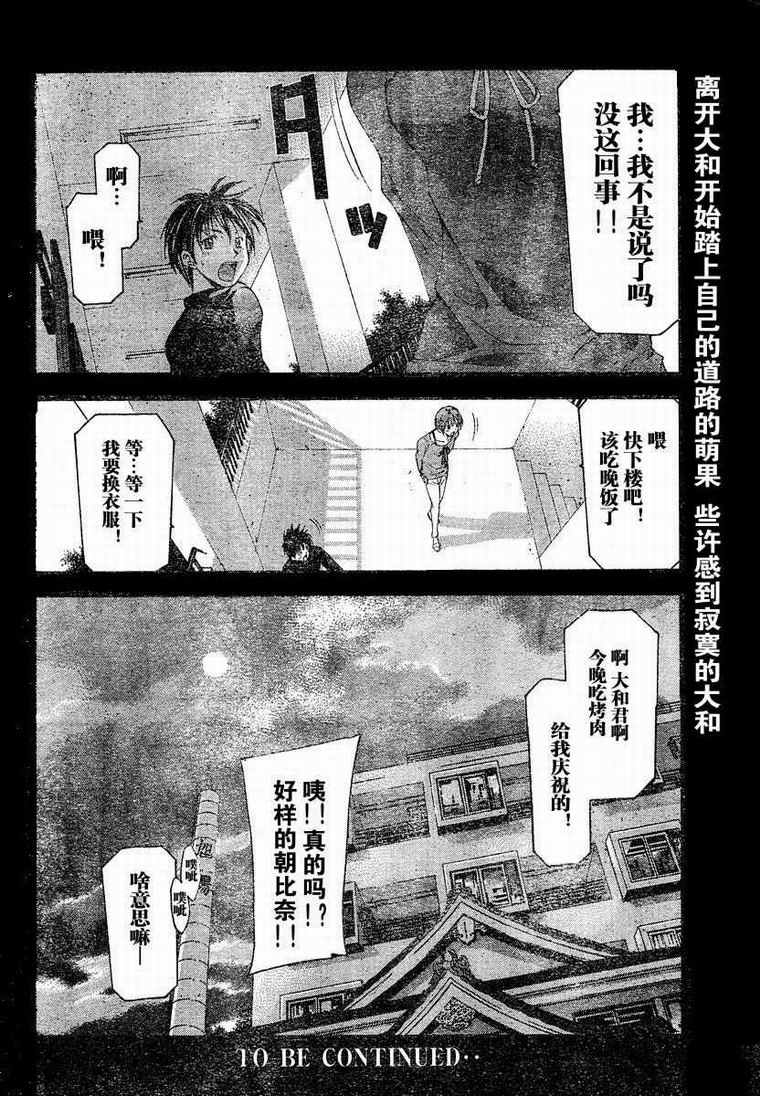 离开大和开始踏上自己的道路的萌果 些许感到寂寞的大和
我…我不是说了吗
没这回事!!
ダッ
啊…
喂!
喂
快下楼吧!
该吃晚饭了
等…等一下
我要换衣服!
啊 大和君啊
今晚吃烤肉
给我庆祝的!
咦!!真的吗!?
好样的朝比奈!!
噗呲
噗呲
啥意思嘛—
TO BE CONTINUED‥